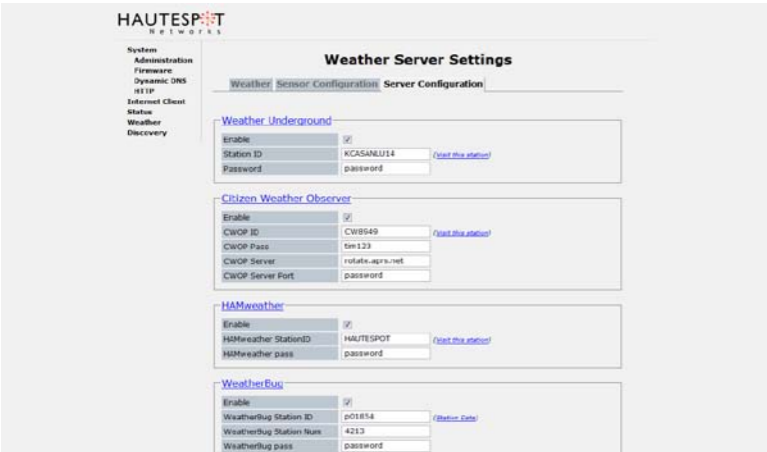 HAUTESPOT
Networks
System
Administration
Firmware
Dynamic DNS
HTTP
Internet Client
Status
Weather
Discovery
Weather Server Settings
Weather Sensor Configuration Server Configuration
Weather Underground
Enable
Station ID KCASANLU14 (Visit this station)
Password password
Citizen Weather Observer
Enable
CWOP ID CW8949 (Visit this station)
CWOP Pass tim123
CWOP Server rotate.aprs.net
CWOP Server Port password
HAMweather
Enable
HAMweather StationID HAUTESPOT (Visit this station)
HAMweather pass password
WeatherBug
Enable
WeatherBug Station ID p01654 (Station Data)
WeatherBug Station Num 4213
WeatherBug pass password